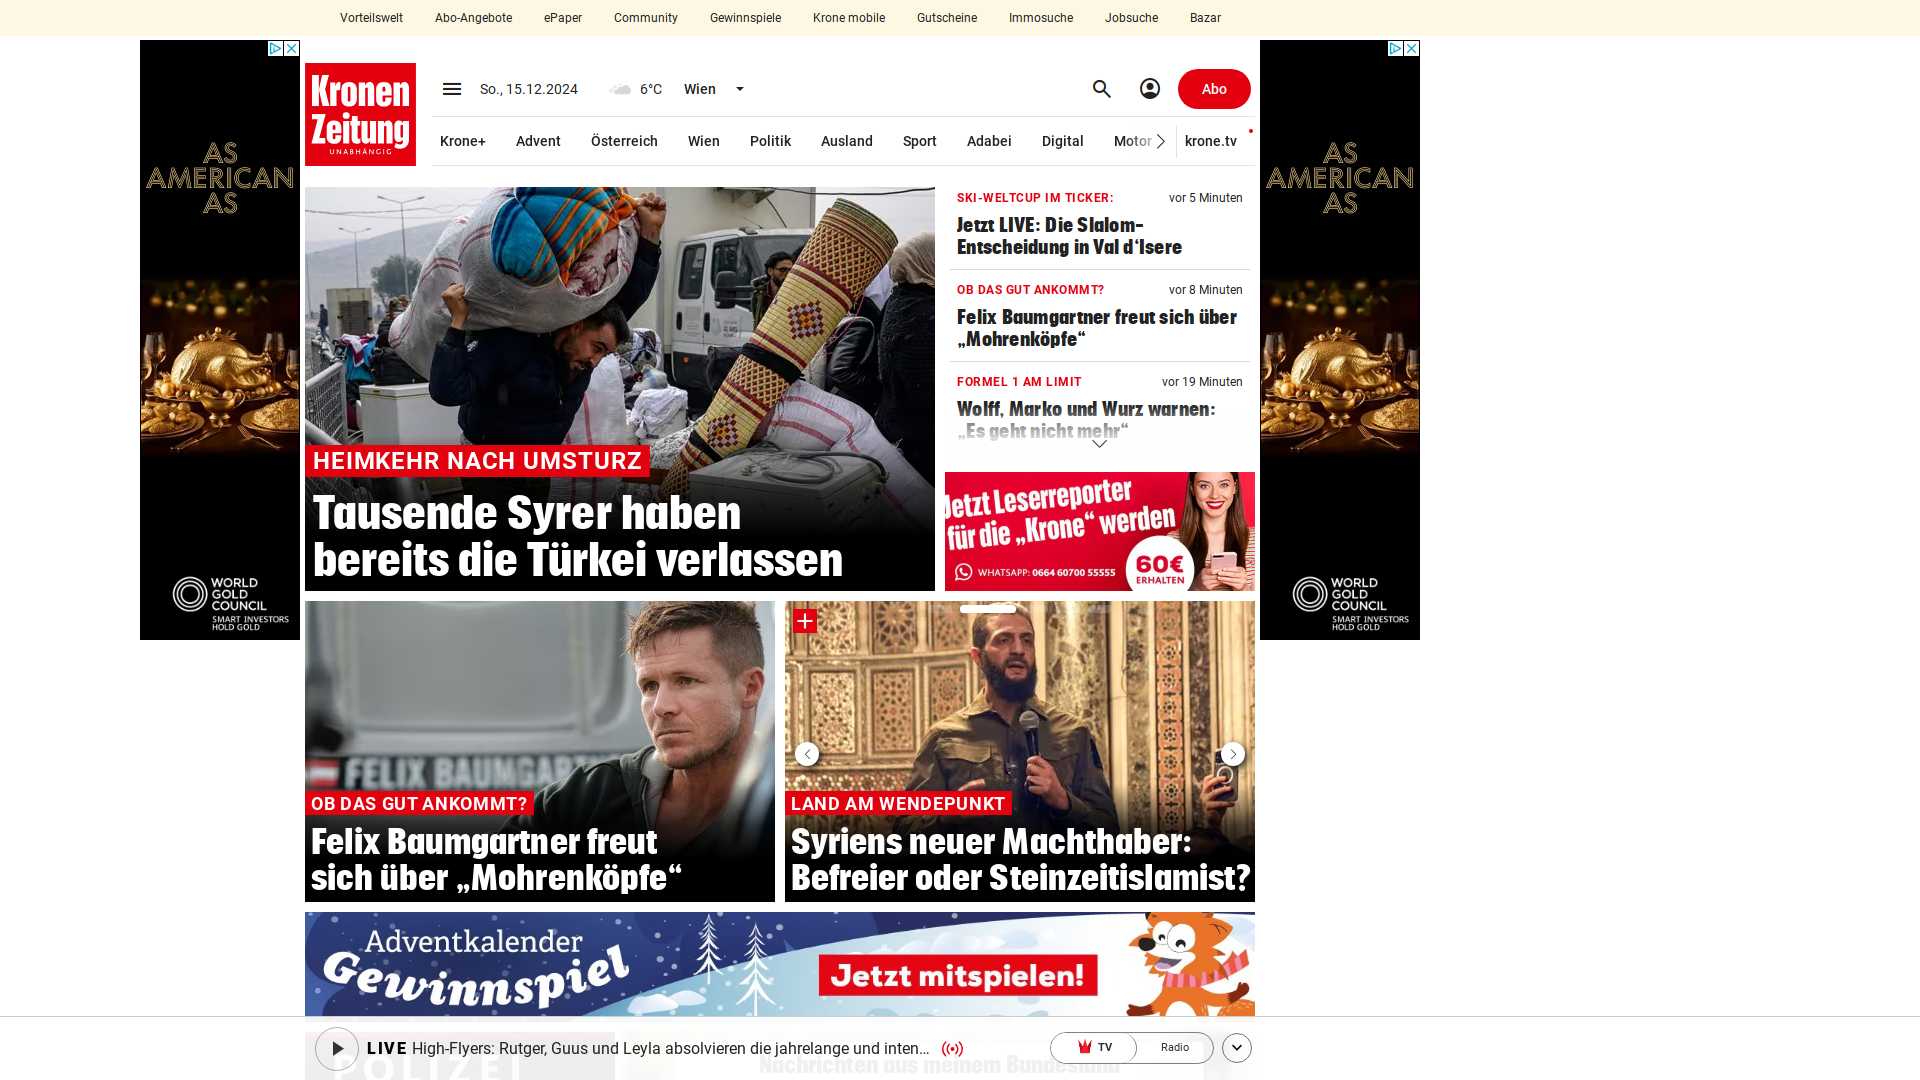 Vorteilswelt Abo-Angebote ePaper Community Gewinnspiele Krone mobile Gutscheine Immosuche Jobsuche Bazar
Kronen
Zeitung
UNABHÄNGIG
So., 15.12.2024 6°C Wien
Abo
Krone+ Advent Österreich Wien Politik Ausland Sport Adabei Digital Motor krone.tv
AS
AMERICAN
AS
WORLD
GOLD
COUNCIL
SMART INVESTORS
HOLD GOLD
HEIMKEHR NACH UMSTURZ
Tausende Syrer haben
bereits die Türkei verlassen
SKI-WELTCUP IM TICKER: vor 5 Minuten
Jetzt LIVE: Die Slalom-
Entscheidung in Val d‘Isere
OB DAS GUT ANKOMMT? vor 8 Minuten
Felix Baumgartner freut sich über
„Mohrenköpfe“
FORMEL 1 AM LIMIT vor 19 Minuten
Wolff, Marko und Wurz warnen:
„Es geht nicht mehr“
Jetzt Leserreporter
für die „Krone“ werden
WHATSAPP: 0664 60700 55555
60€
ERHALTEN
AS
AMERICAN
AS
WORLD
GOLD
COUNCIL
SMART INVESTORS
HOLD GOLD
FELIX BAUMGART
OB DAS GUT ANKOMMT?
Felix Baumgartner freut
sich über „Mohrenköpfe“
LAND AM WENDEPUNKT
Syriens neuer Machthaber:
Befreier oder Steinzeitislamist?
Adventkalender
Gewinnspiel
Jetzt mitspielen!
LIVE High-Flyers: Rutger, Guus und Leyla absolvieren die jahrelange und inten...
TV Radio
POLIZEI
Nachrichten aus meinem Bundesland